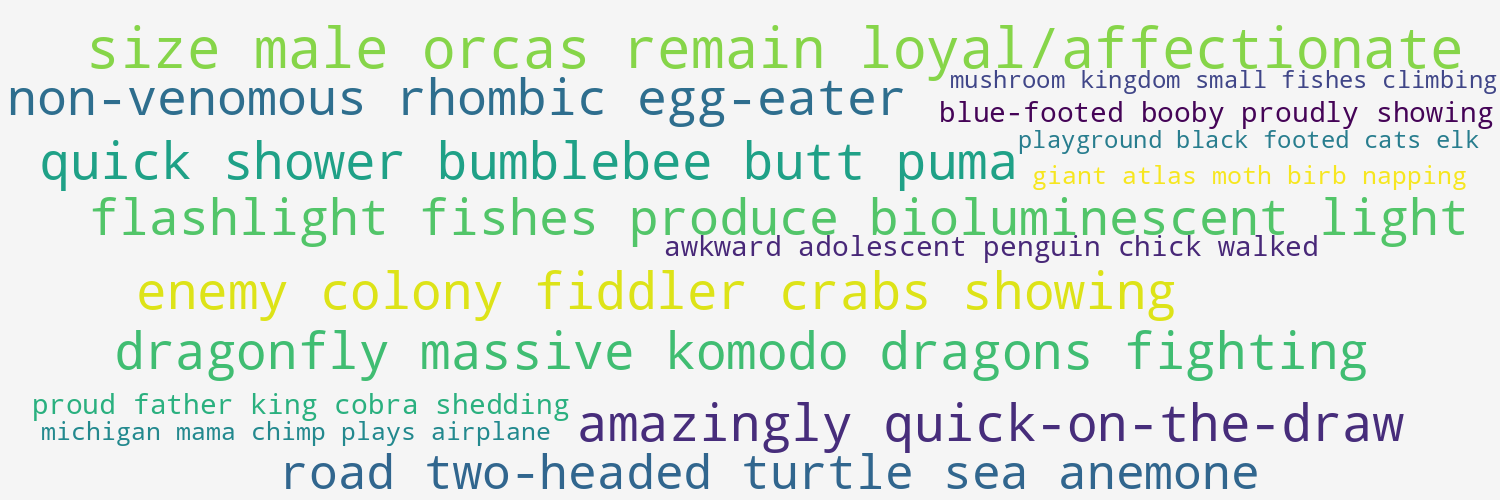 size male orcas remain loyal/affectionate
mushroom kingdom small fishes climbing
non-venomous rhombic egg-eater
blue-footed booby proudly showing
playground black footed cats elk
quick shower bumblebee butt puma
giant atlas moth birb napping
flashlight fishes produce bioluminescent light
awkward adolescent penguin chick walked
enemy colony fiddler crabs showing
dragonfly massive komodo dragons fighting
proud father king cobra shedding
amazingly quick-on-the-draw
michigan mama chimp plays airplane
road two-headed turtle sea anemone